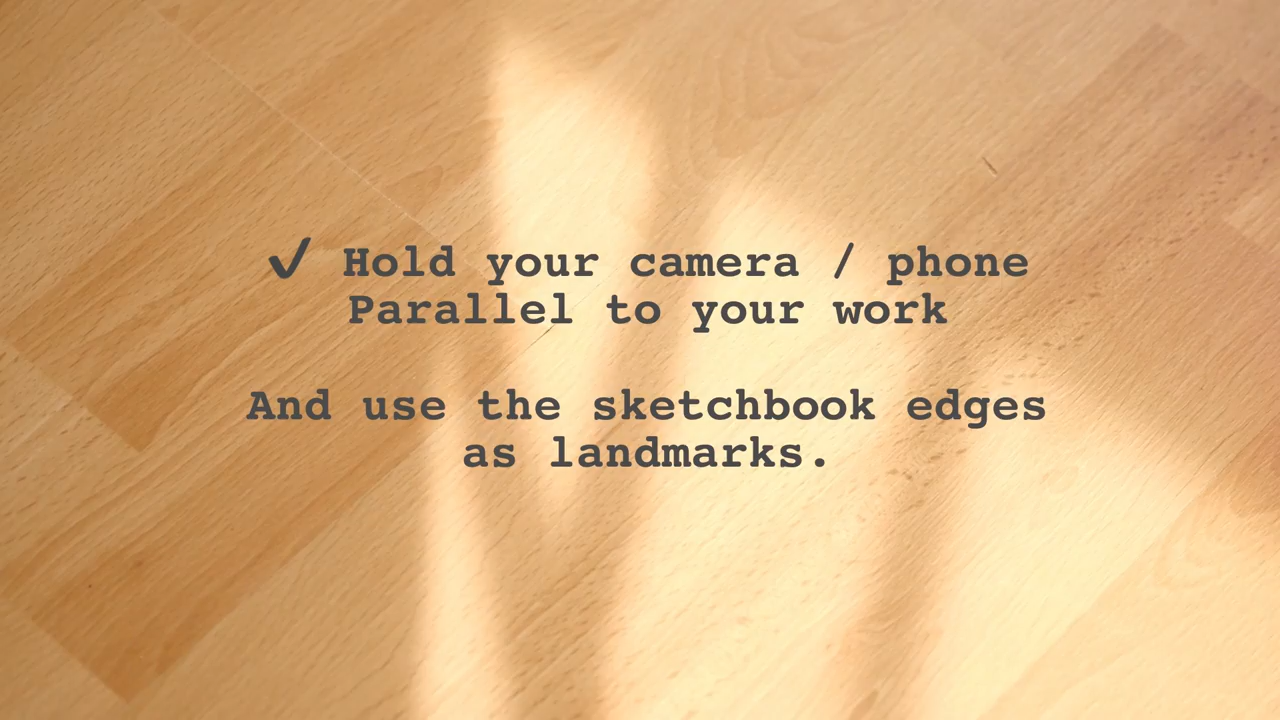 ✓ Hold your camera / phone
Parallel to your work
And use the sketchbook edges
as landmarks.